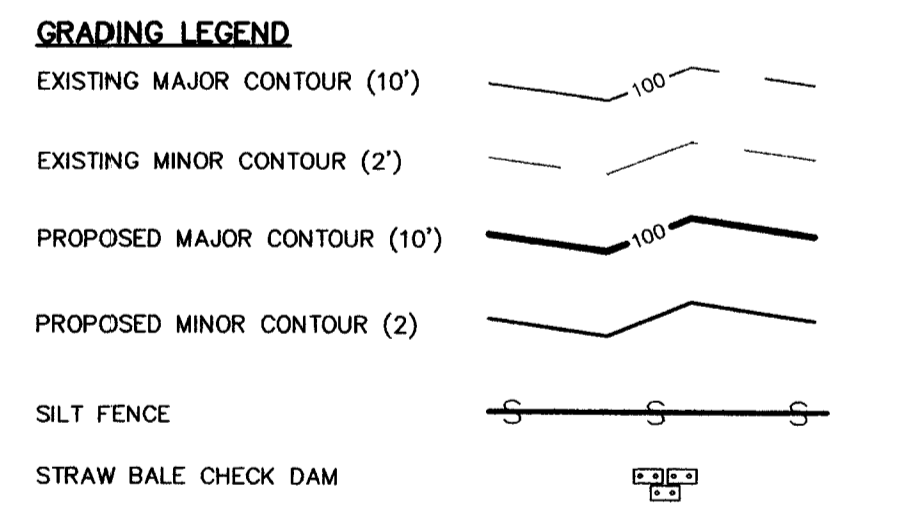 GRADING LEGEND
EXISTING MAJOR CONTOUR (10') 100
EXISTING MINOR CONTOUR (2')
PROPOSED MAJOR CONTOUR (10') 100
PROPOSED MINOR CONTOUR (2)
SILT FENCE S S S
STRAW BALE CHECK DAM